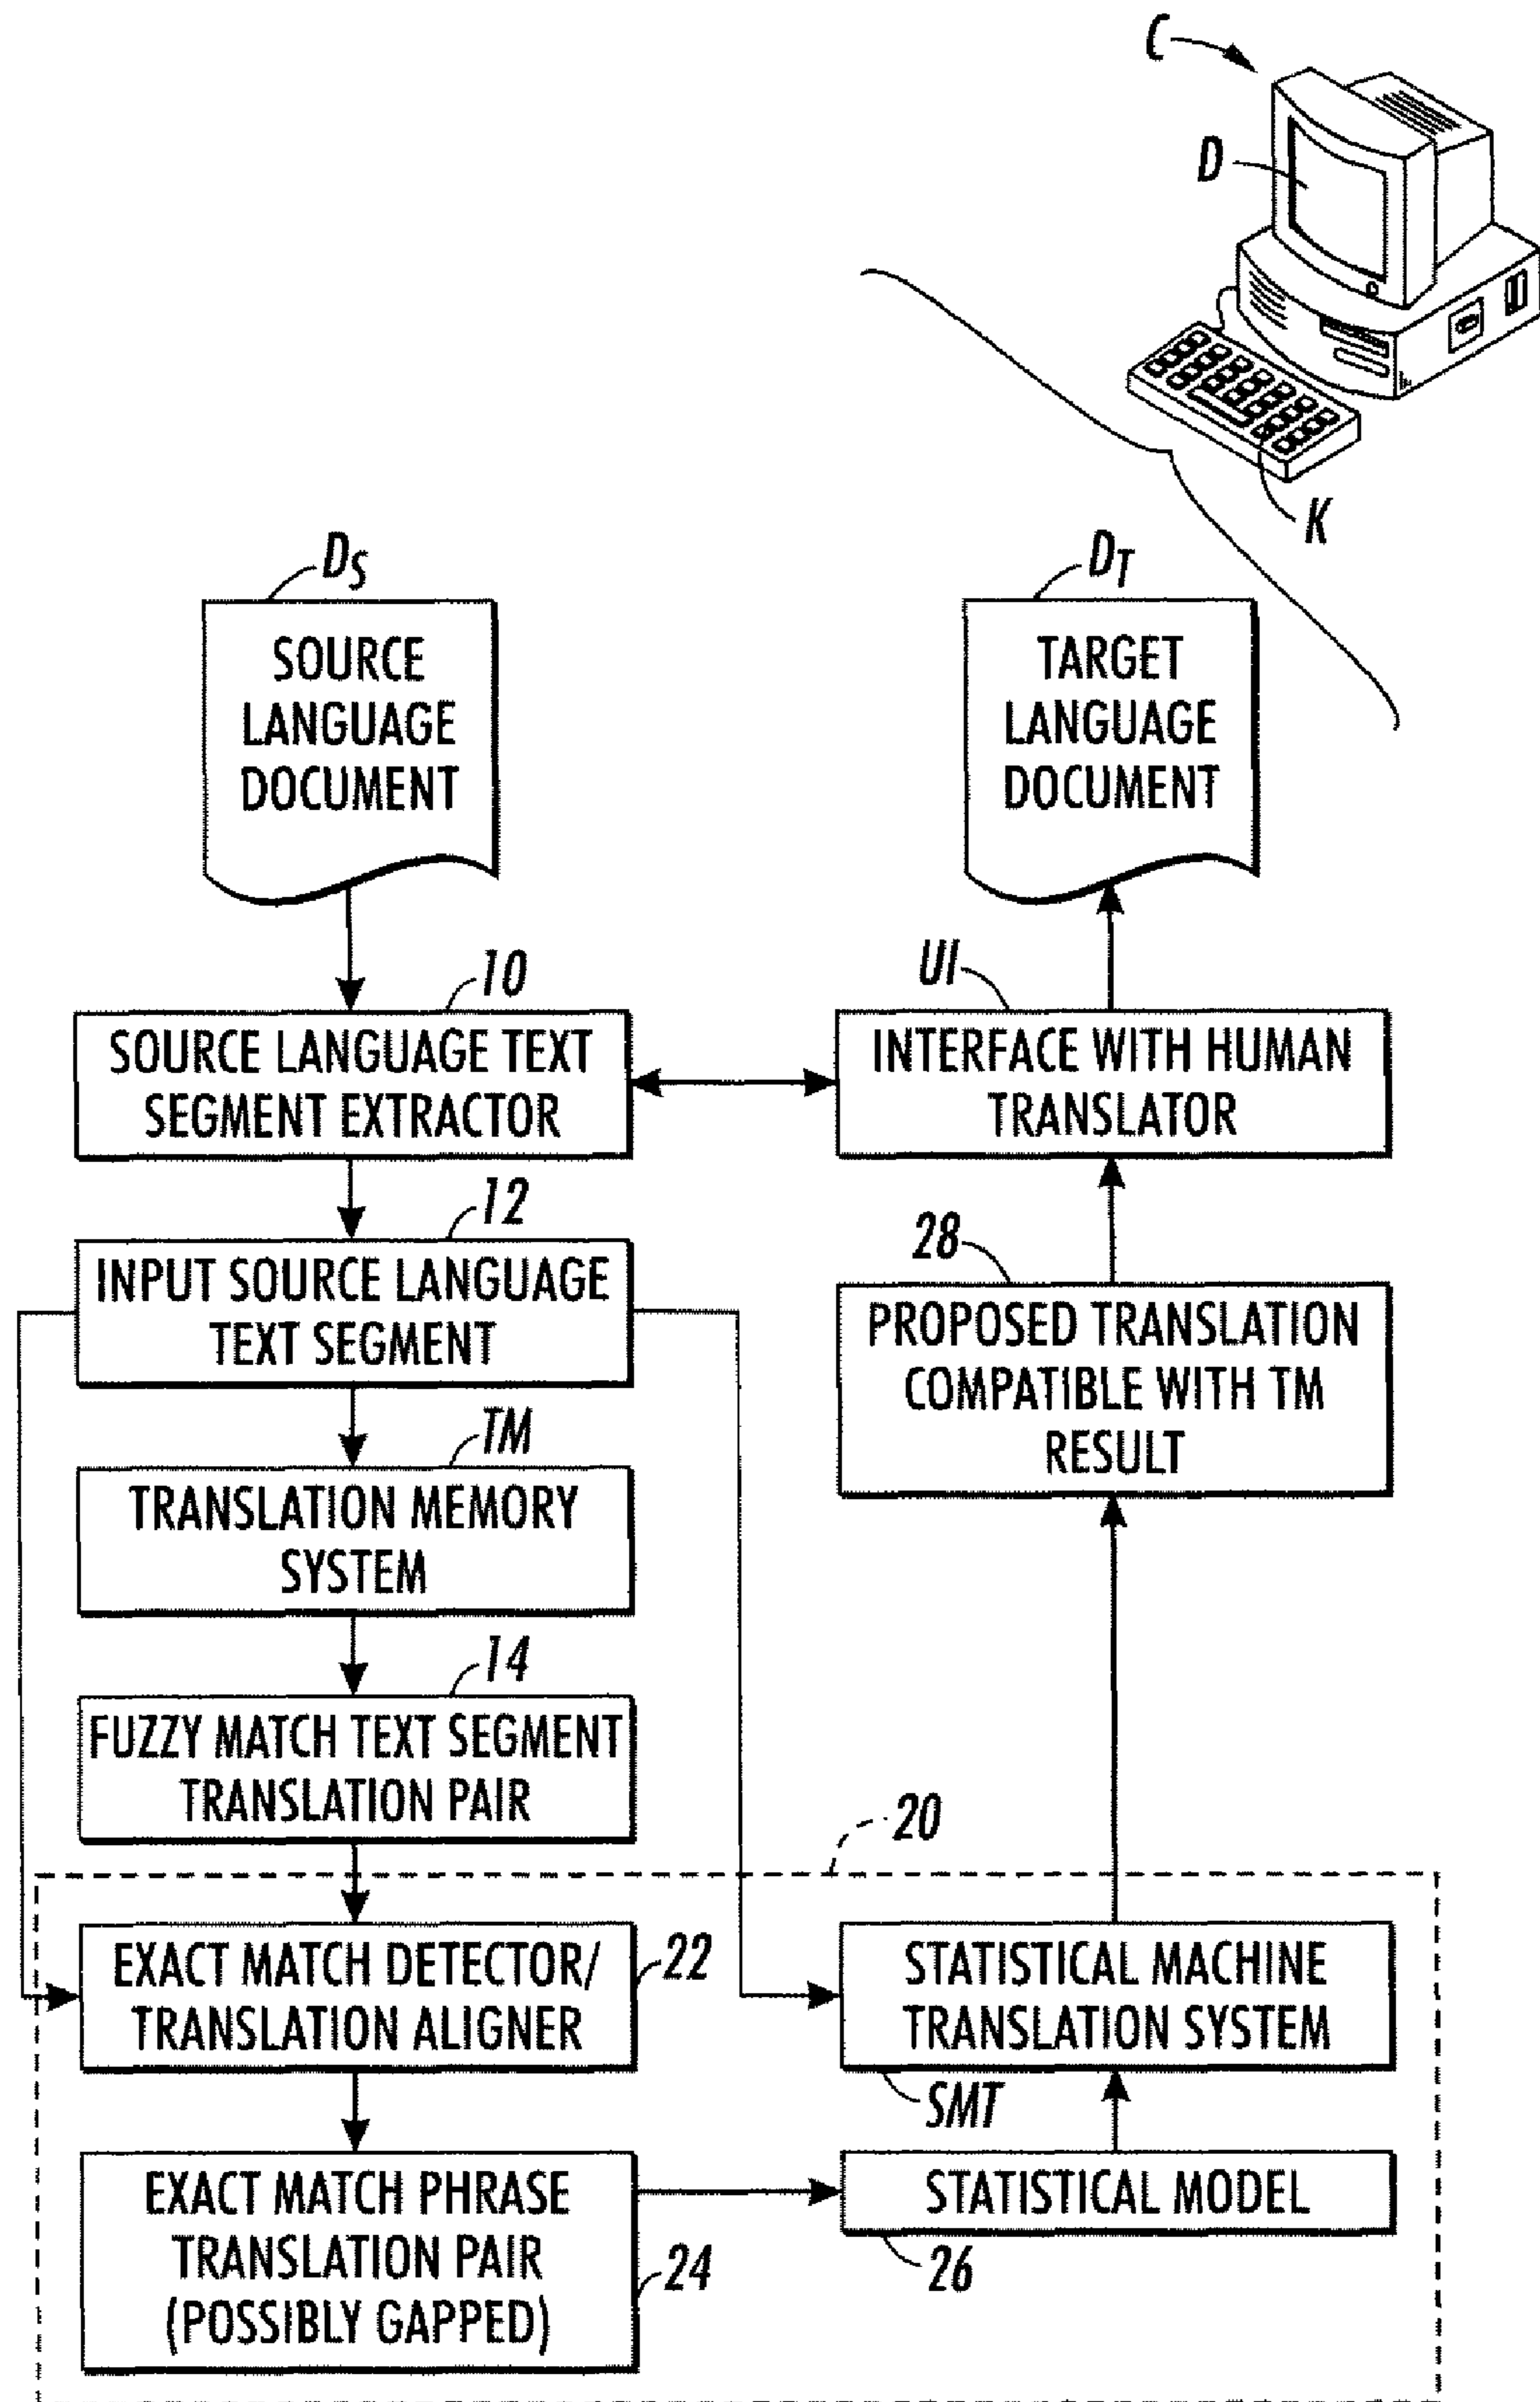 C
D
K
DS
SOURCE
LANGUAGE
DOCUMENT
DT
TARGET
LANGUAGE
DOCUMENT
10
SOURCE LANGUAGE TEXT
SEGMENT EXTRACTOR
UI
INTERFACE WITH HUMAN
TRANSLATOR
12
INPUT SOURCE LANGUAGE
TEXT SEGMENT
28
PROPOSED TRANSLATION
COMPATIBLE WITH TM
RESULT
TM
TRANSLATION MEMORY
SYSTEM
14
FUZZY MATCH TEXT SEGMENT
TRANSLATION PAIR
20
EXACT MATCH DETECTOR/
TRANSLATION ALIGNER
22
STATISTICAL MACHINE
TRANSLATION SYSTEM
SMT
EXACT MATCH PHRASE
TRANSLATION PAIR
(POSSIBLY GAPPED)
24
STATISTICAL MODEL
26